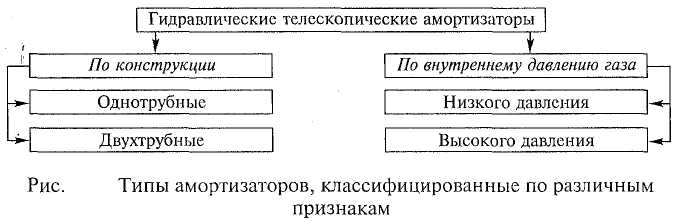 Гидравлические телескопические амортизаторы
По конструкции
По внутреннему давлению газа
Однотрубные
Низкого давления
Двухтрубные
Высокого давления
Рис. Типы амортизаторов, классифицированные по различным
признакам